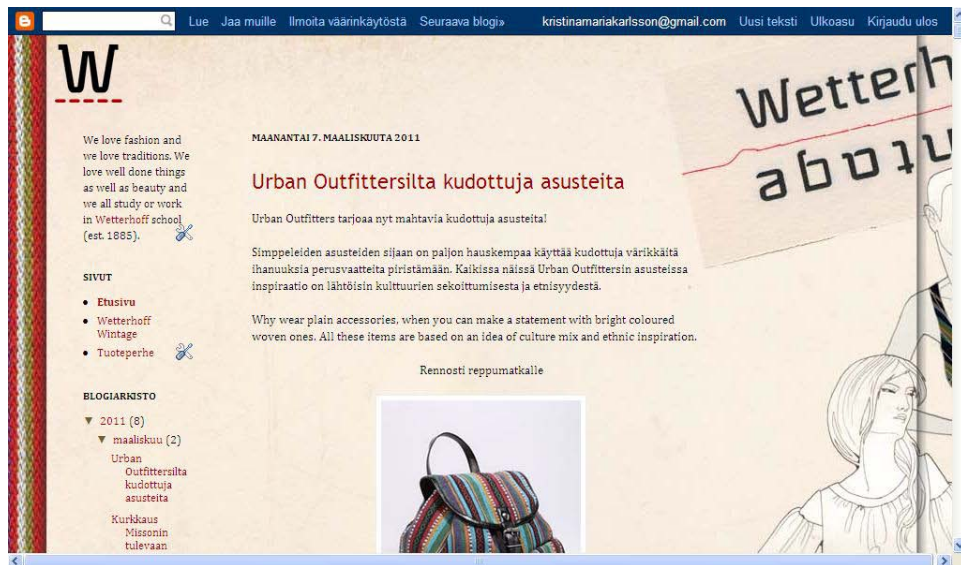 Lue Jaa muille Ilmoita väärinkäytöstä Seuraava blogi» kristinamariakarlsson@gmail.com Uusi teksti Ulkoasu Kirjaudu ulos
W
Wetterh
We love fashion and
we love traditions. We
love well done things
as well as beauty and
we all study or work
in Wetterhoff school
(est. 1885).
SIVUT
Etusivu
Wetterhoff
Wintage
Tuoteperhe
BLOGIARKISTO
▼ 2011 (8)
▼ maaliskuu (2)
Urban
Outfittersilta
kudottuja
asusteita
Kurkkaus
Missonin
tulevaan
MAANANTAI 7. MAALISKUUTA 2011
Urban Outfittersilta kudottuja asusteita
Urban Outfitters tarjoaa nyt mahtavia kudottuja asusteita!
Simppeleiden asusteiden sijaan on paljon hauskempaa käyttää kudottuja värikkäitä
ihanuuksia perusvaatteita piristämään. Kaikissa näissä Urban Outfittersin asusteissa
inspiraatio on lähtöisin kulttuurien sekoittumisesta ja etnisyydestä.
Why wear plain accessories, when you can make a statement with bright coloured
woven ones. All these items are based on an idea of culture mix and ethnic inspiration.
Rennosti reppumatkalle